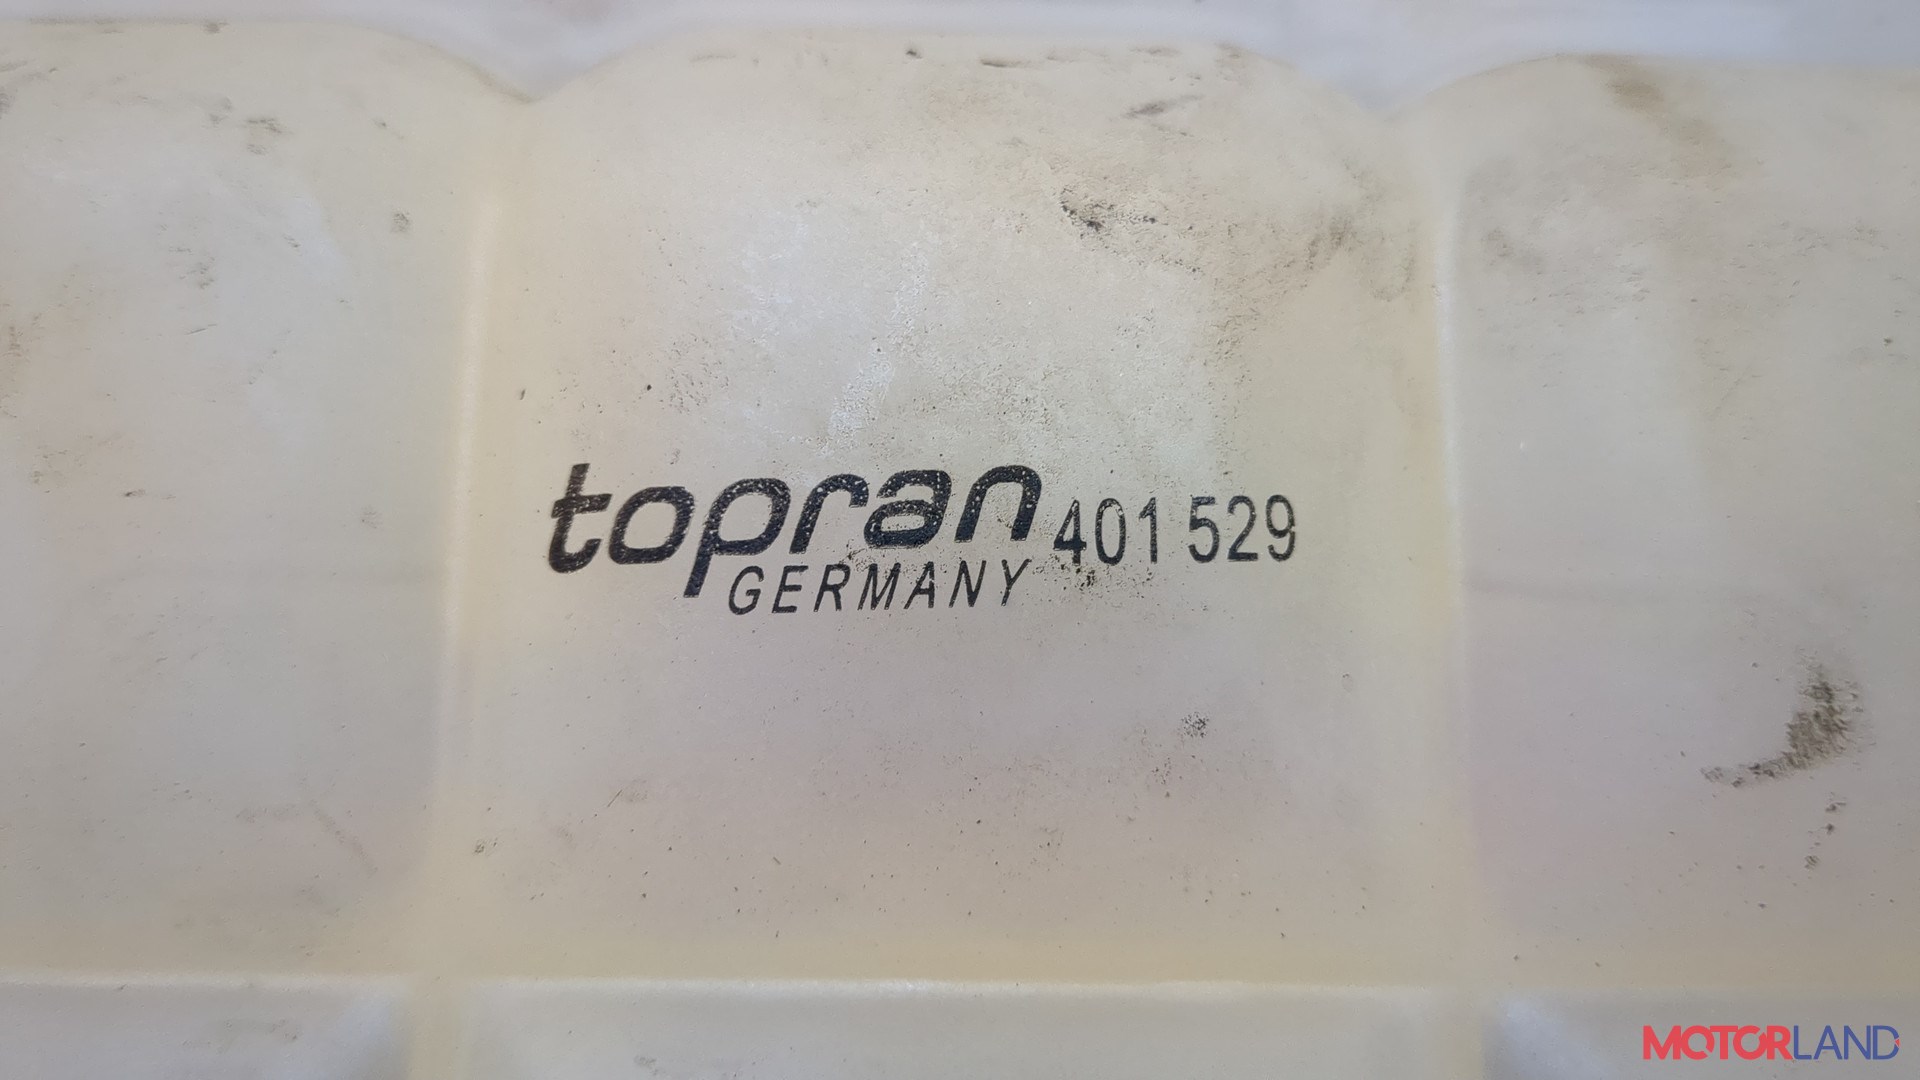 topran 401 529
GERMANY
MOTORLAND